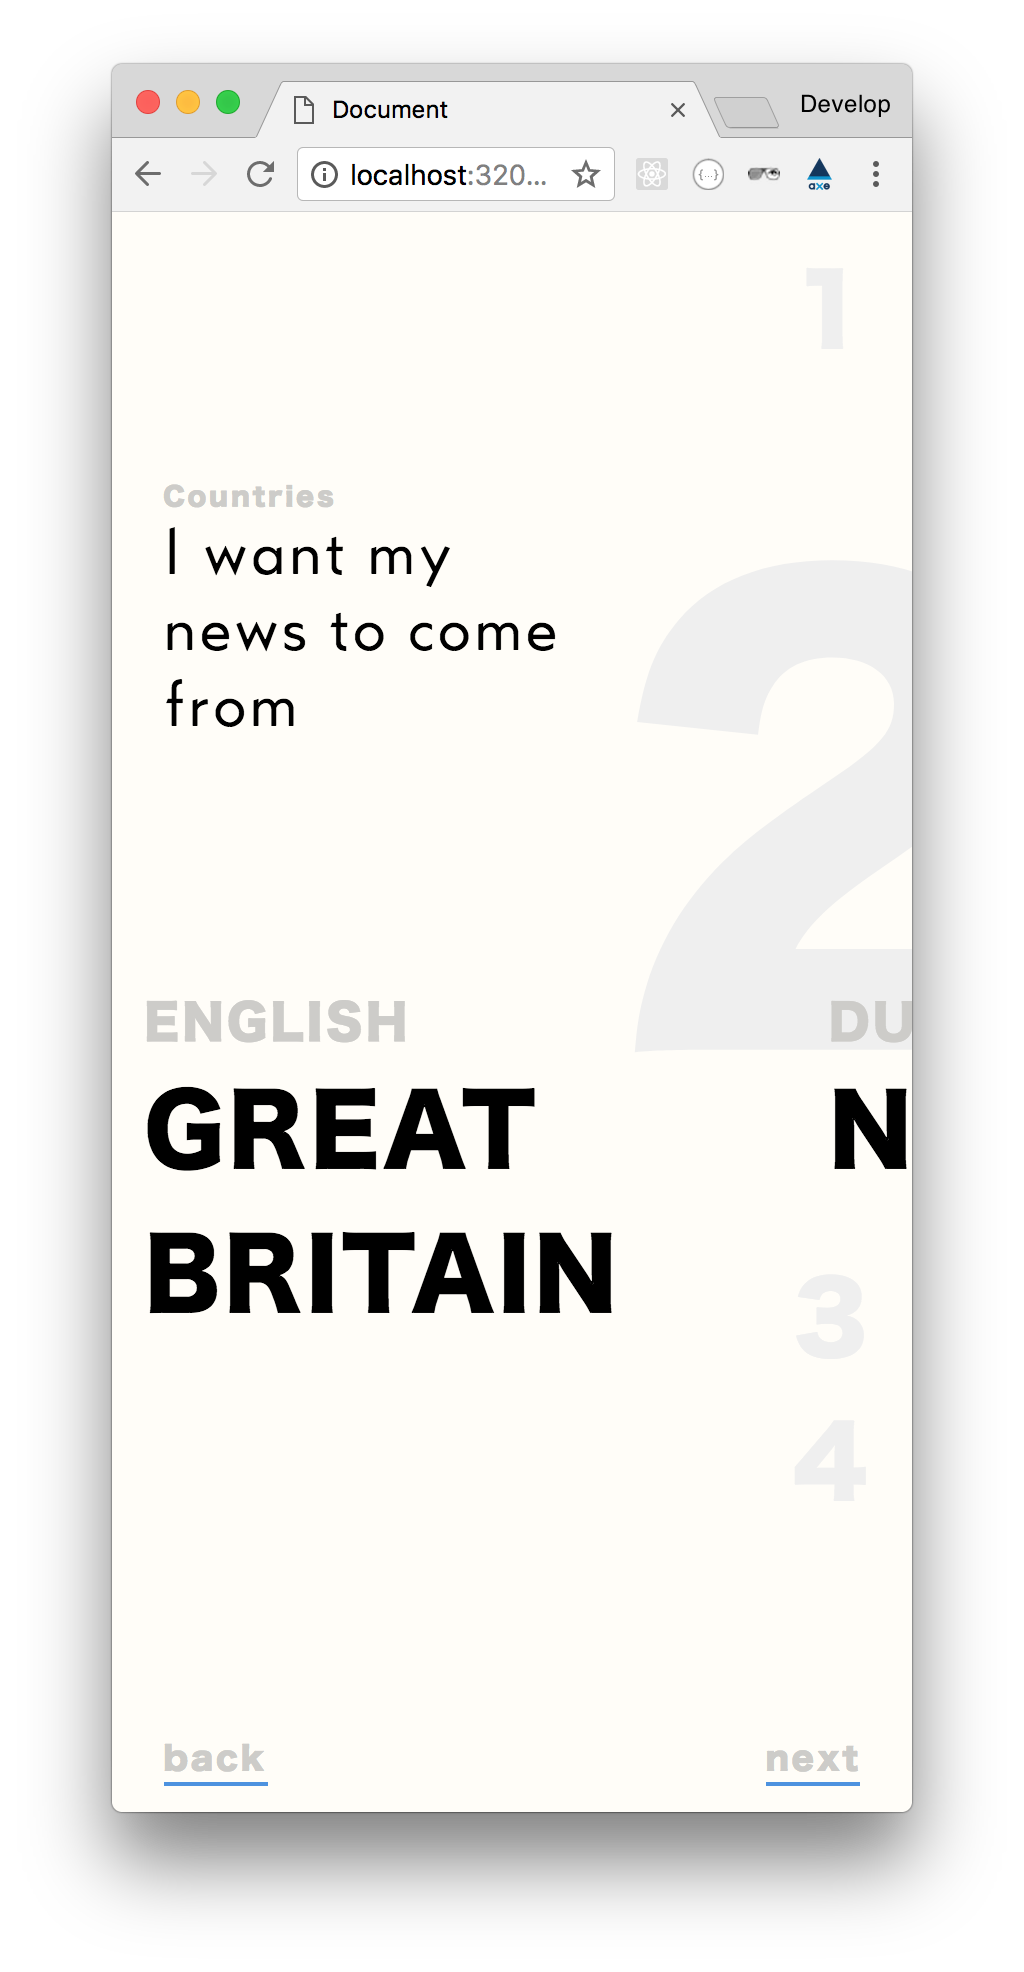 Document
Develop
localhost:320...
{...}
axe
1
Countries
I want my
news to come
from
2
ENGLISH
DU
GREAT
N
BRITAIN
3
4
back
next